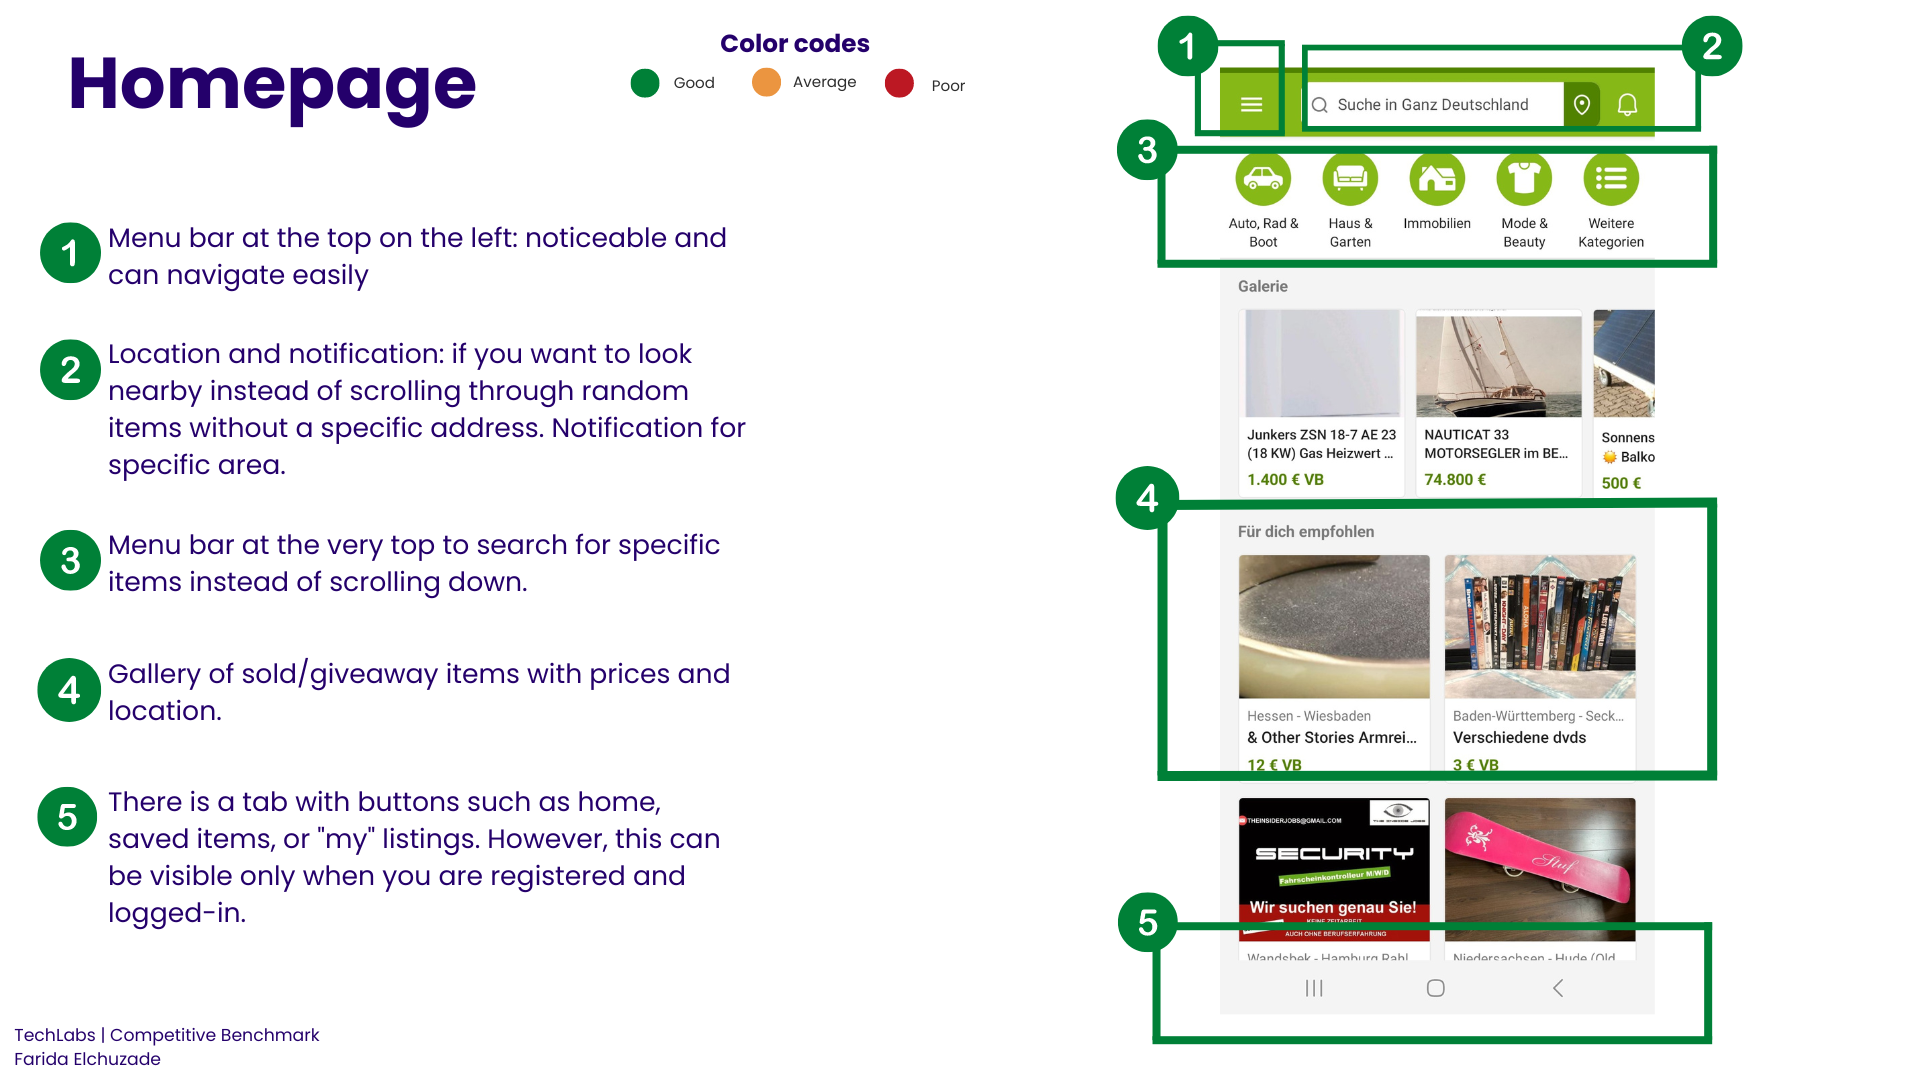 Homepage
Color codes
Good
Average
Poor
1
Menu bar at the top on the left: noticeable and
can navigate easily
2
Location and notification: if you want to look
nearby instead of scrolling through random
items without a specific address. Notification for
specific area.
3
Menu bar at the very top to search for specific
items instead of scrolling down.
4
Gallery of sold/giveaway items with prices and
location.
5
There is a tab with buttons such as home,
saved items, or "my" listings. However, this can
be visible only when you are registered and
logged-in.
TechLabs | Competitive Benchmark
Farida Elchuzade
1
2
Suche in Ganz Deutschland
3
Auto, Rad &
Boot
Haus &
Garten
Immobilien
Mode &
Beauty
Weitere
Kategorien
Galerie
Junkers ZSN 18-7 AE 23
(18 KW) Gas Heizwert ...
1.400 € VB
NAUTICAT 33
MOTORSEGLER im BE...
74.800 €
Sonnens
Balko
500 €
4
Für dich empfohlen
Hessen - Wiesbaden
& Other Stories Armrei...
12 € VB
Baden-Württemberg - Seck...
Verschiedene dvds
3 € VB
THEINSIDERJOBS@GMAIL.COM
THE INSIDE JOBS
SECURITY
Fahrscheinkontrolleur M/W/D
Wir suchen genau Sie!
KEINE ZEITARBEIT
AUCH OHNE BERUFSERFAHRUNG
Stuf
5
Wandsbek - Hamburg Rahl
Niedersachsen - Hude (Old